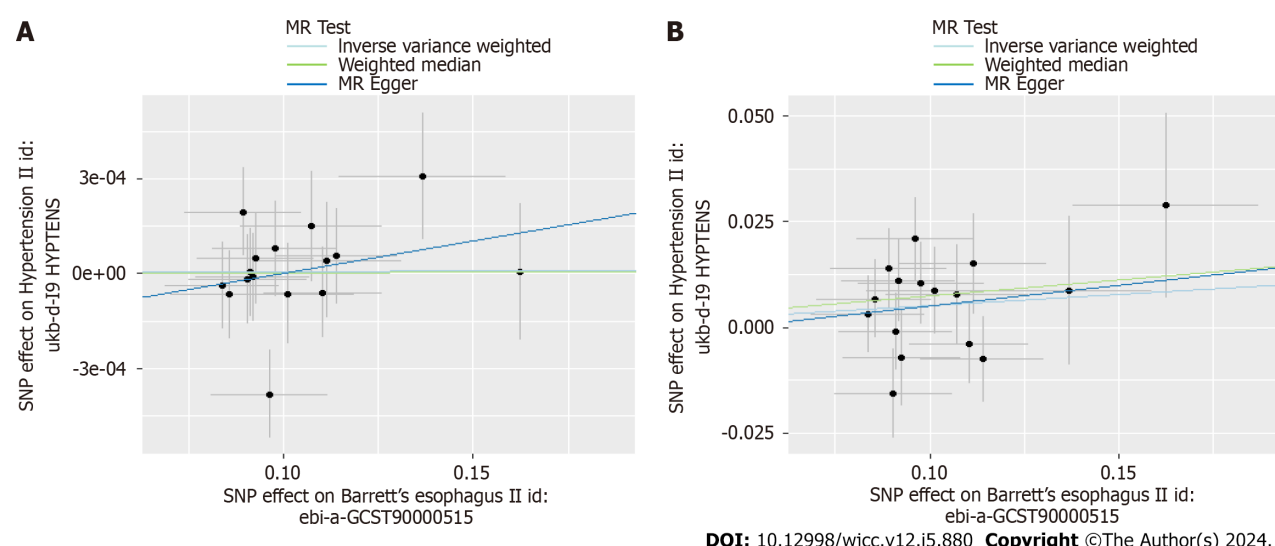 A
MR Test
Inverse variance weighted
Weighted median
MR Egger
SNP effect on Hypertension II id:
ukb-d-I9 HYPTENS
3e-04
0e+00
-3e-04
0.10
0.15
SNP effect on Barrett's esophagus II id:
ebi-a-GCST90000515
B
MR Test
Inverse variance weighted
Weighted median
MR Egger
SNP effect on Hypertension II id:
ukb-d-I9 HYPTENS
0.050
0.025
0.000
-0.025
0.10
0.15
SNP effect on Barrett's esophagus II id:
ebi-a-GCST90000515
DOI: 10.12998/wjcc.v12.i5.880 Copyright ©The Author(s) 2024.